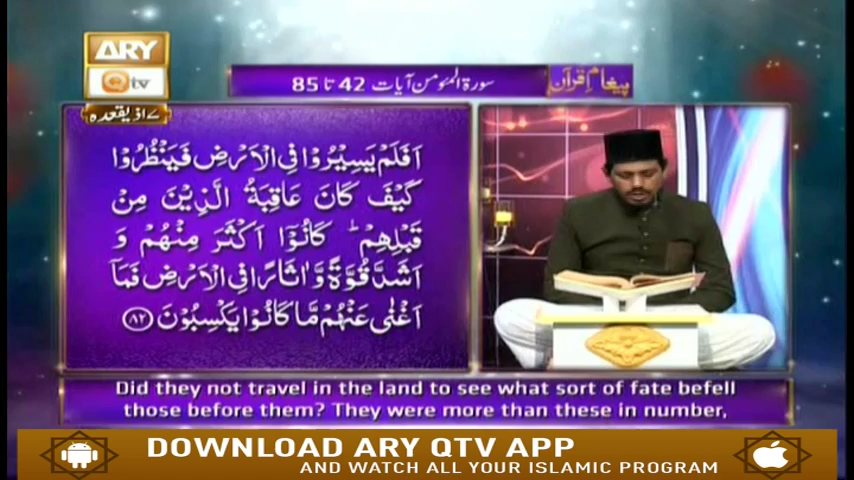 ARY
Qtv
۷ ذیقعدہ
سورۃ المؤمن آیات 42 تا 85
پیغام قرآن
اَفَلَمْ یَسِیْرُوْا فِی الْاَرْضِ فَیَنْظُرُوْا
كَیْفَ كَانَ عَاقِبَةُ الَّذِیْنَ مِنْ
قَبْلِهِمْ ؕ كَانُوْۤا اَكْثَرَ مِنْهُمْ وَ
اَشَدَّ قُوَّةً وَّ اٰثَارًا فِی الْاَرْضِ فَمَاۤ
اَغْنٰى عَنْهُمْ مَّا كَانُوْا یَكْسِبُوْنَ ﴿۸۲﴾
Did they not travel in the land to see what sort of fate befell
those before them? They were more than these in number,
DOWNLOAD ARY QTV APP
AND WATCH ALL YOUR ISLAMIC PROGRAM